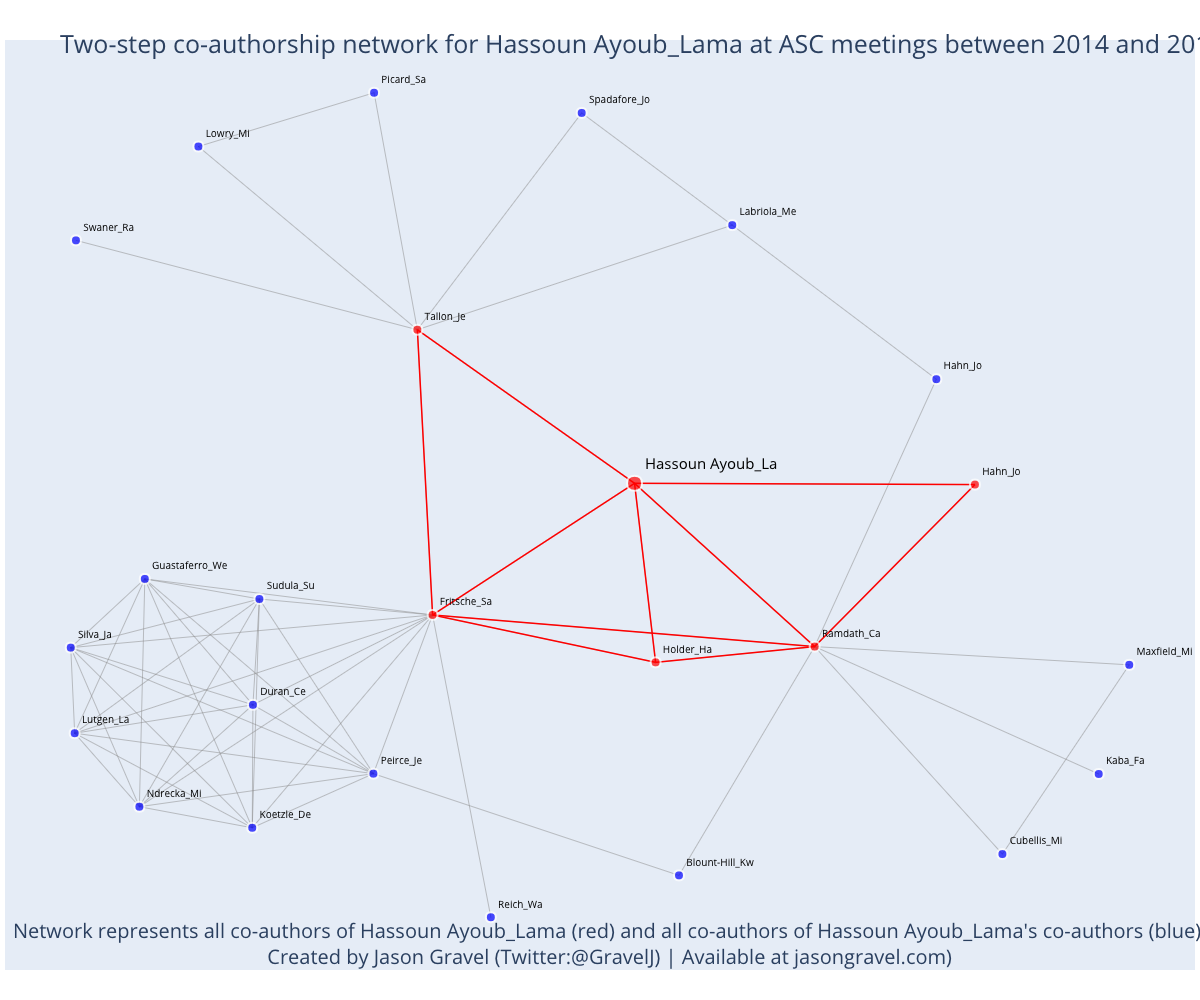 Two-step co-authorship network for Hassoun Ayoub_Lama at ASC meetings between 2014 and 201
Picard_Sa
Spadafore_Jo
Lowry_Mi
Labriola_Me
Swaner_Ra
Tallon_Je
Hahn_Jo
Hassoun Ayoub_La
Hahn_Jo
Guastaferro_We
Sudula_Su
Fritsche_Sa
Silva_Ja
Ramdath_Ca
Holder_Ha
Maxfield_Mi
Duran_Ce
Lutgen_La
Peirce_Je
Kaba_Fa
Ndrecka_Mi
Koetzle_De
Cubellis_Mi
Blount-Hill_Kw
Reich_Wa
Network represents all co-authors of Hassoun Ayoub_Lama (red) and all co-authors of Hassoun Ayoub_Lama's co-authors (blue)
Created by Jason Gravel (Twitter:@GravelJ) | Available at jasongravel.com)